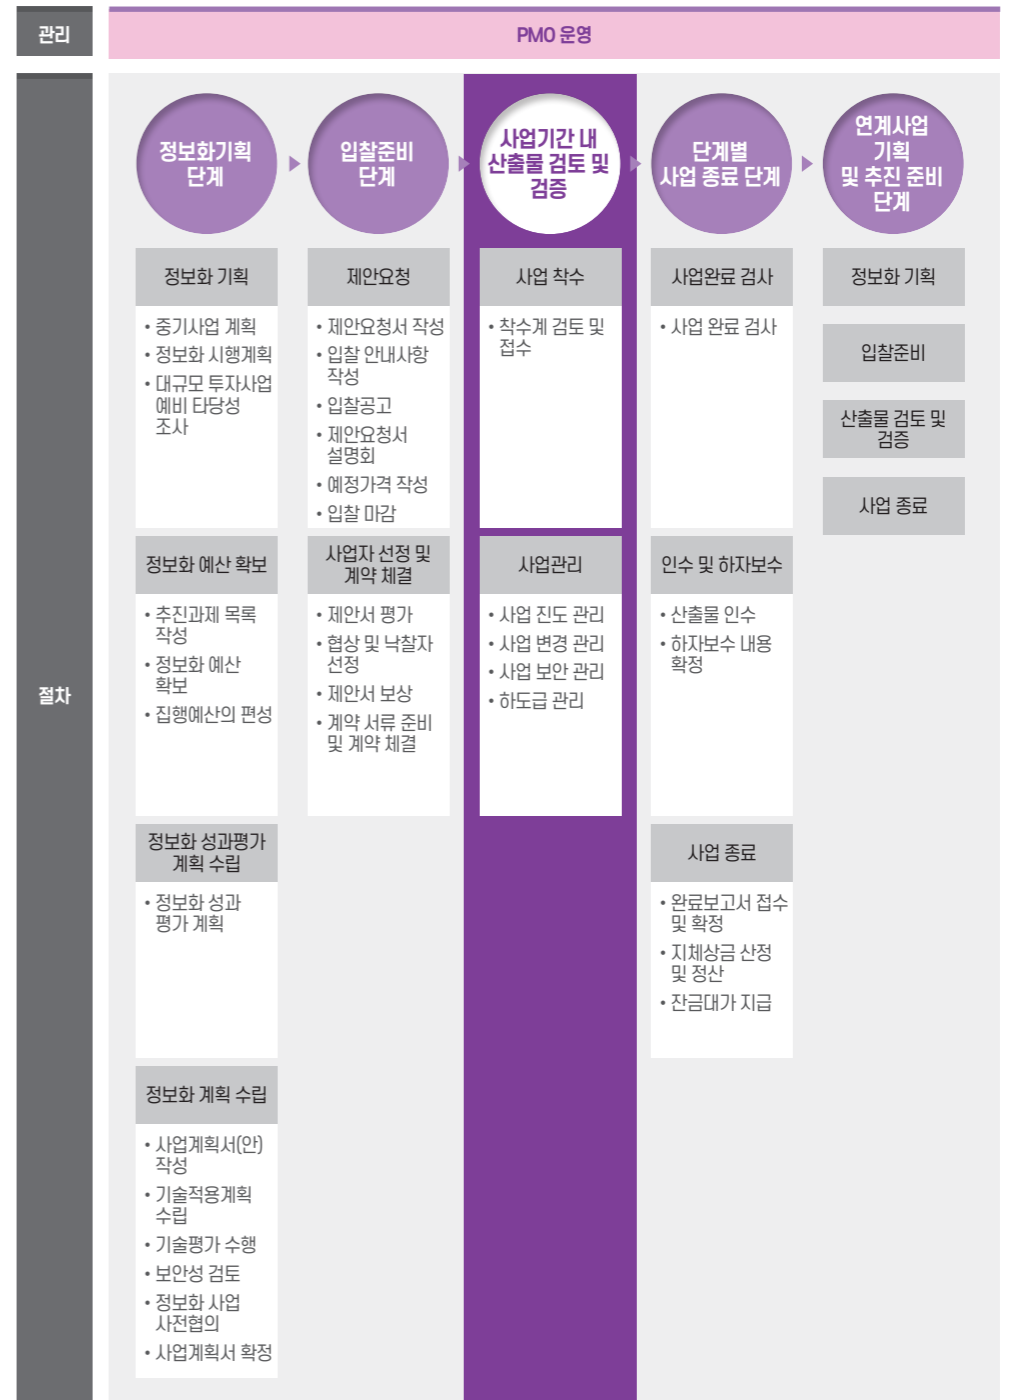 관리
PMO 운영
절차
정보화기획
단계
입찰준비
단계
사업기간 내
산출물 검토 및
검증
단계별
사업 종료 단계
연계사업
기획
및 추진 준비
단계
정보화 기획
• 중기사업 계획
• 정보화 시행계획
• 대규모 투자사업
예비 타당성
조사
정보화 예산 확보
• 추진과제 목록
작성
• 정보화 예산
확보
• 집행예산의 편성
정보화 성과평가
계획 수립
• 정보화 성과
평가 계획
정보화 계획 수립
• 사업계획서(안)
작성
• 기술적용계획
수립
• 기술평가 수행
• 보안성 검토
• 정보화 사업
사전협의
• 사업계획서 확정
제안요청
• 제안요청서 작성
• 입찰 안내사항
작성
• 입찰공고
• 제안요청서
설명회
• 예정가격 작성
• 입찰 마감
사업자 선정 및
계약 체결
• 제안서 평가
• 협상 및 낙찰자
선정
• 제안서 보상
• 계약 서류 준비
및 계약 체결
사업 착수
• 착수계 검토 및
접수
사업관리
• 사업 진도 관리
• 사업 변경 관리
• 사업 보안 관리
• 하도급 관리
사업완료 검사
• 사업 완료 검사
인수 및 하자보수
• 산출물 인수
• 하자보수 내용
확정
사업 종료
• 완료보고서 접수
및 확정
• 지체상금 산정
및 정산
• 잔금대가 지급
정보화 기획
입찰준비
산출물 검토 및
검증
사업 종료